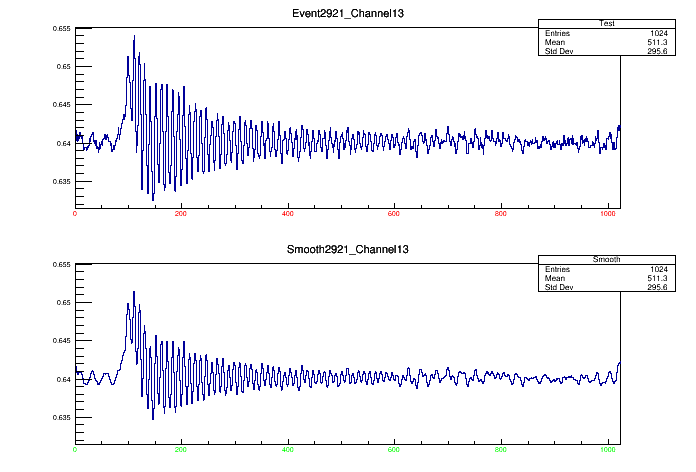 Event2921_Channel13
Test
Entries 1024
Mean 511.3
Std Dev 295.6
0.655
0.65
0.645
0.64
0.635
0 200 400 600 800 1000
Smooth2921_Channel13
Smooth
Entries 1024
Mean 511.3
Std Dev 295.6
0.655
0.65
0.645
0.64
0.635
0 200 400 600 800 1000